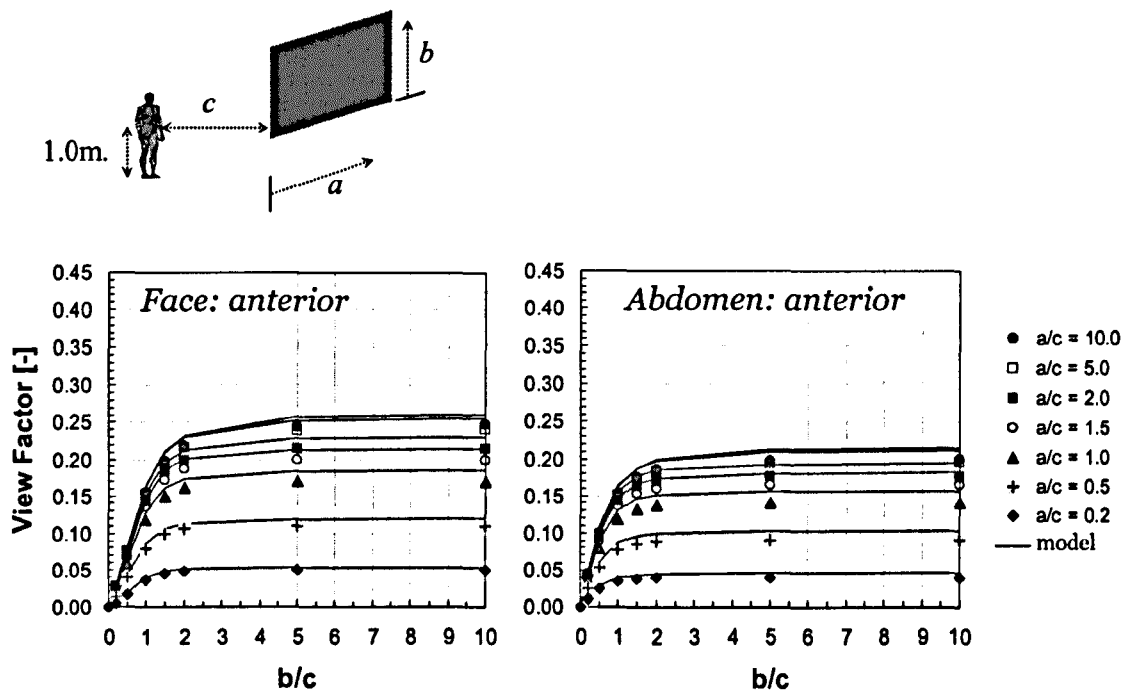 b
c
1.0m.
a
Face: anterior
Abdomen: anterior
View Factor [-]
0.45
0.40
0.35
0.30
0.25
0.20
0.15
0.10
0.05
0.00
0 1 2 3 4 5 6 7 8 9 10
b/c
0.45
0.40
0.35
0.30
0.25
0.20
0.15
0.10
0.05
0.00
0 1 2 3 4 5 6 7 8 9 10
b/c
a/c = 10.0
a/c = 5.0
a/c = 2.0
a/c = 1.5
a/c = 1.0
a/c = 0.5
a/c = 0.2
model